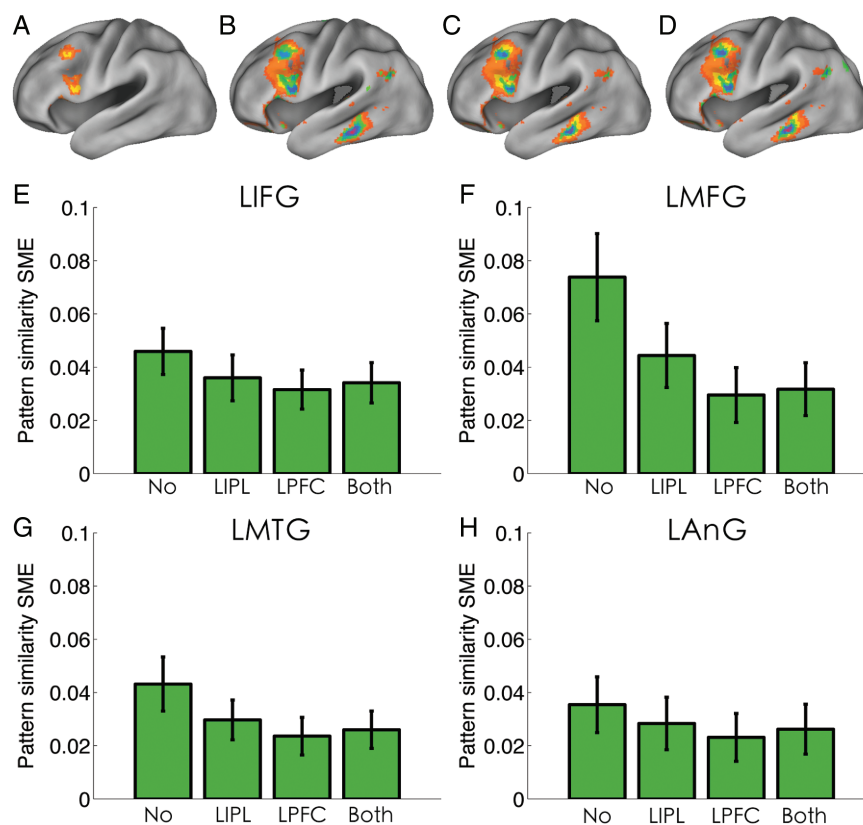 A B C D
E LIFG
0.1
0.08
0.06
0.04
0.02
0
Pattern similarity SME
No LIPL LPFC Both
F LMFG
0.1
0.08
0.06
0.04
0.02
0
Pattern similarity SME
No LIPL LPFC Both
G LMTG
0.1
0.08
0.06
0.04
0.02
0
Pattern similarity SME
No LIPL LPFC Both
H LAnG
0.1
0.08
0.06
0.04
0.02
0
Pattern similarity SME
No LIPL LPFC Both